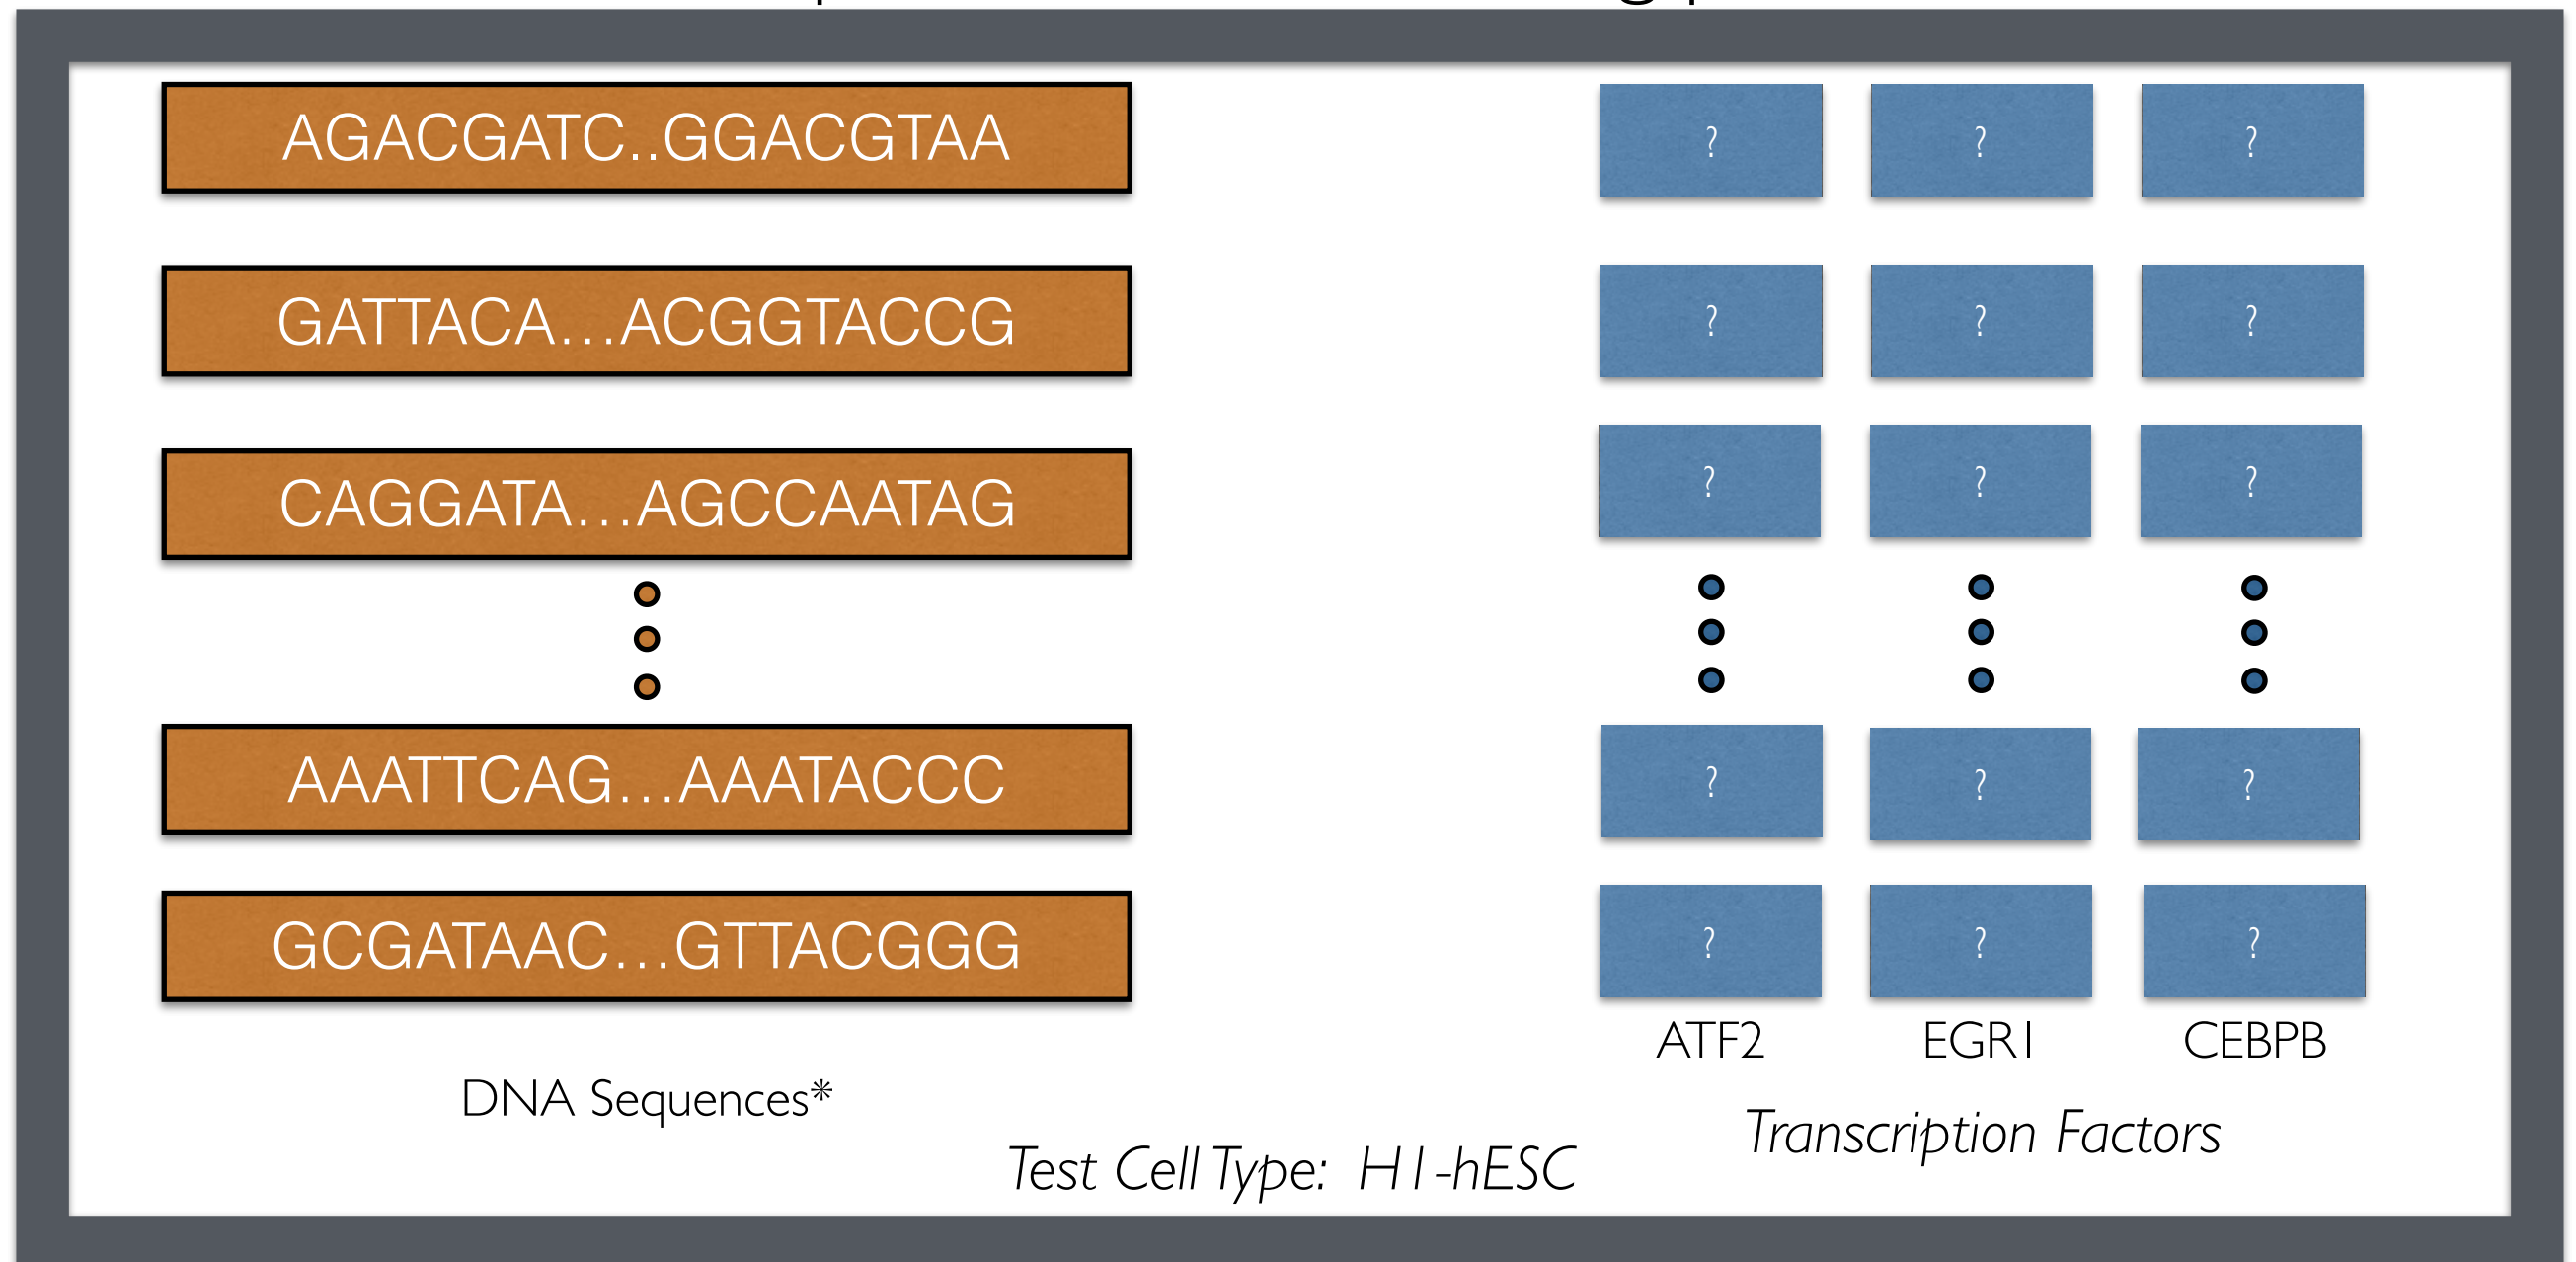 AGACGATC..GGACGTAA ? ? ?
GATTACA...ACGGTACCG ? ? ?
CAGGATA...AGCCAATAG ? ? ?
AAATTCAG...AAATACCC ? ? ?
GCGATAAC...GTTACGGG ? ? ?
ATF2 EGR1 CEBPB
DNA Sequences*
Transcription Factors
Test Cell Type: H1-hESC